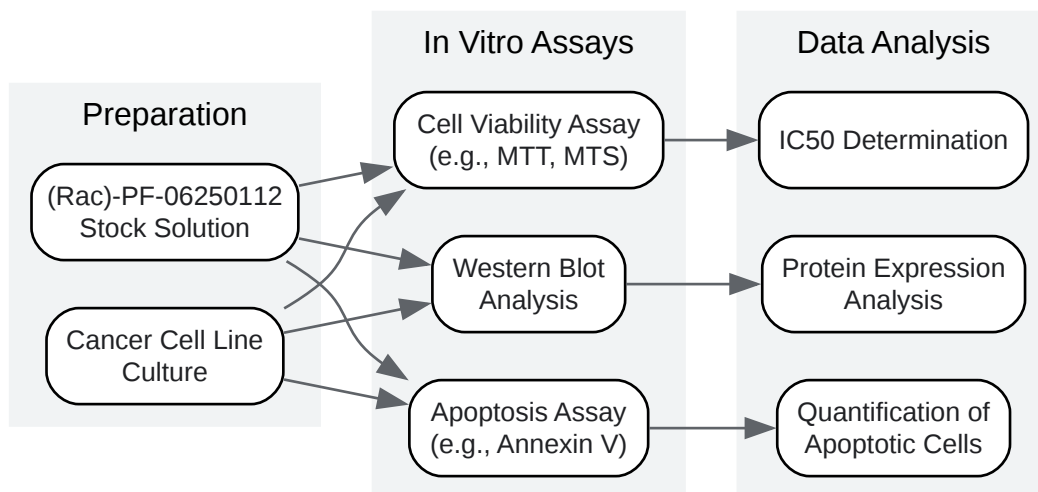 Preparation
(Rac)-PF-06250112
Stock Solution
Cancer Cell Line
Culture
In Vitro Assays
Cell Viability Assay
(e.g., MTT, MTS)
Western Blot
Analysis
Apoptosis Assay
(e.g., Annexin V)
Data Analysis
IC50 Determination
Protein Expression
Analysis
Quantification of
Apoptotic Cells